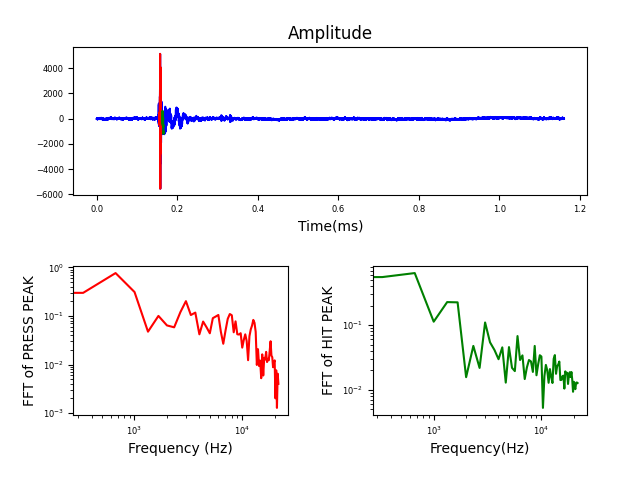 Amplitude
4000
2000
0
−2000
−4000
−6000
0.0 0.2 0.4 0.6 0.8 1.0 1.2
Time(ms)
FFT of PRESS PEAK
10⁰
10⁻¹
10⁻²
10⁻³
10³ 10⁴
Frequency (Hz)
FFT of HIT PEAK
10⁻¹
10⁻²
10³ 10⁴
Frequency(Hz)